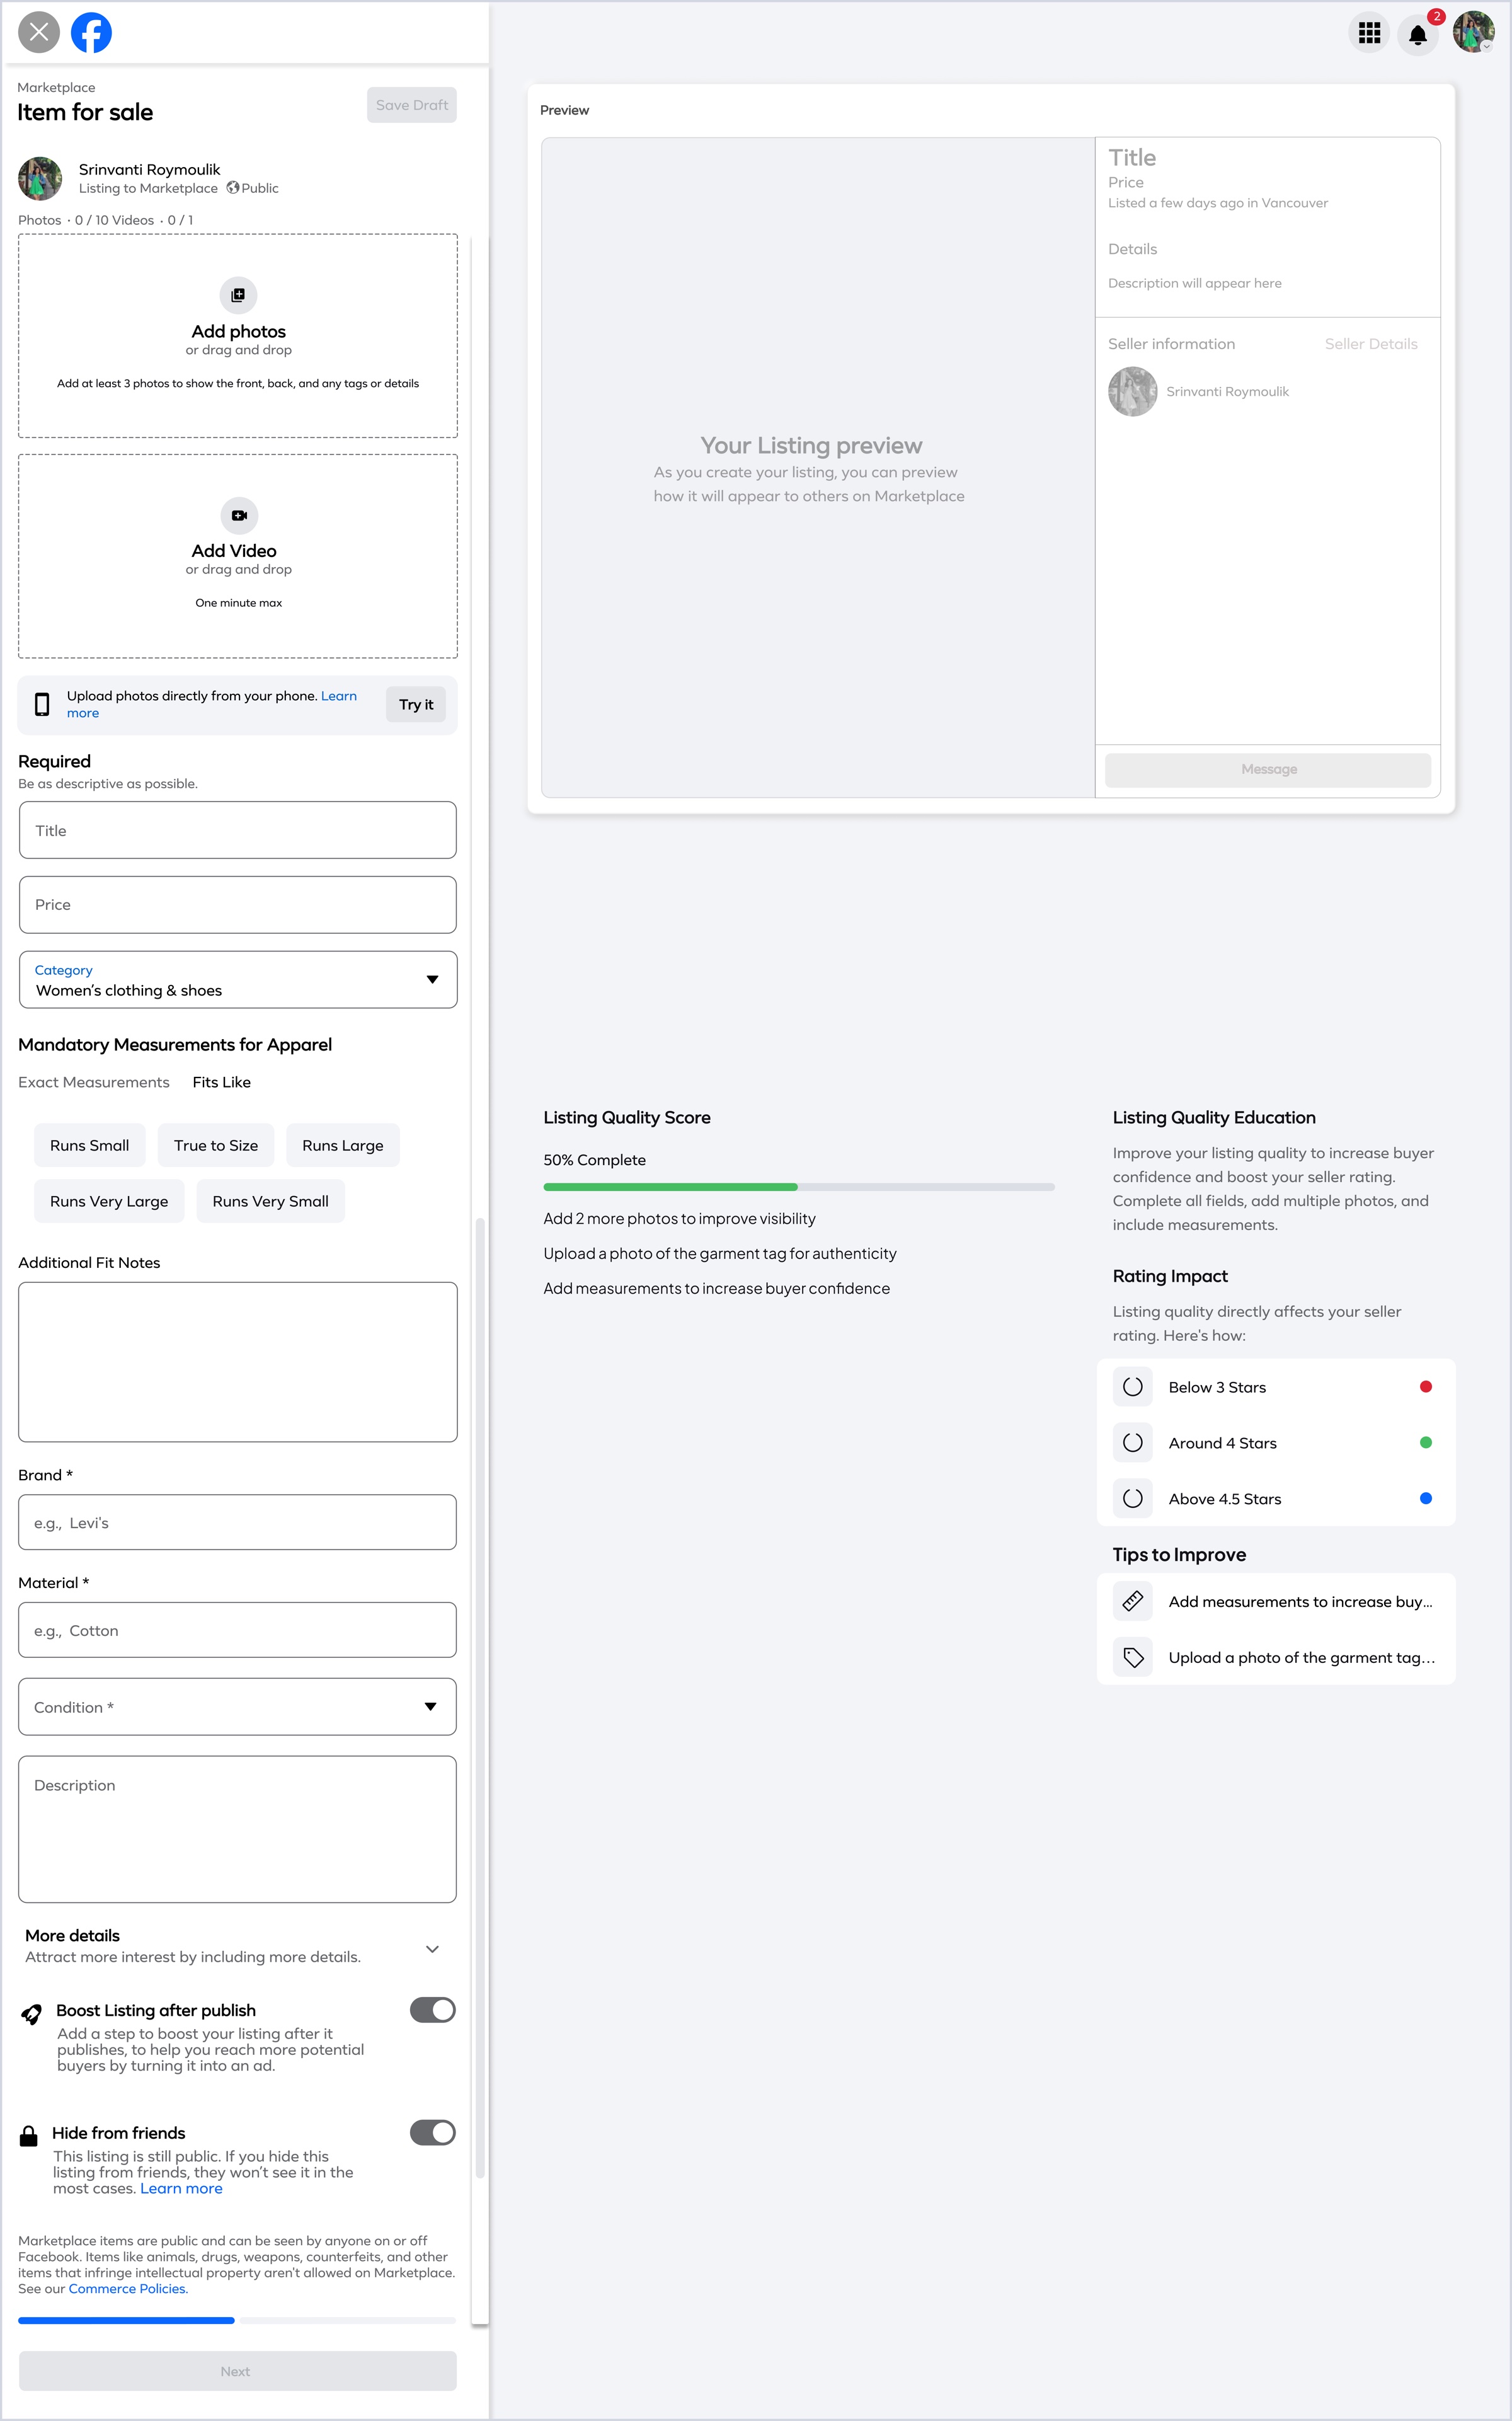 2
Marketplace
Item for sale
Save Draft
Srinvanti Roymoulik
Listing to Marketplace Public
Photos · 0 / 10 Videos · 0 / 1
Add photos
or drag and drop
Add at least 3 photos to show the front, back, and any tags or details
Add Video
or drag and drop
One minute max
Upload photos directly from your phone. Learn
more
Try it
Required
Be as descriptive as possible.
Title
Price
Category
Women's clothing & shoes
Mandatory Measurements for Apparel
Exact Measurements Fits Like
Runs Small True to Size Runs Large
Runs Very Large Runs Very Small
Additional Fit Notes
Brand *
e.g., Levi's
Material *
e.g., Cotton
Condition *
Description
More details
Attract more interest by including more details.
Boost Listing after publish
Add a step to boost your listing after it
publishes, to help you reach more potential
buyers by turning it into an ad.
Hide from friends
This listing is still public. If you hide this
listing from friends, they won't see it in the
most cases. Learn more
Marketplace items are public and can be seen by anyone on or off
Facebook. Items like animals, drugs, weapons, counterfeits, and other
items that infringe intellectual property aren't allowed on Marketplace.
See our Commerce Policies.
Next
Preview
Your Listing preview
As you create your listing, you can preview
how it will appear to others on Marketplace
Title
Price
Listed a few days ago in Vancouver
Details
Description will appear here
Seller information Seller Details
Srinvanti Roymoulik
Message
Listing Quality Score
50% Complete
Add 2 more photos to improve visibility
Upload a photo of the garment tag for authenticity
Add measurements to increase buyer confidence
Listing Quality Education
Improve your listing quality to increase buyer
confidence and boost your seller rating.
Complete all fields, add multiple photos, and
include measurements.
Rating Impact
Listing quality directly affects your seller
rating. Here's how:
Below 3 Stars
Around 4 Stars
Above 4.5 Stars
Tips to Improve
Add measurements to increase buy...
Upload a photo of the garment tag...